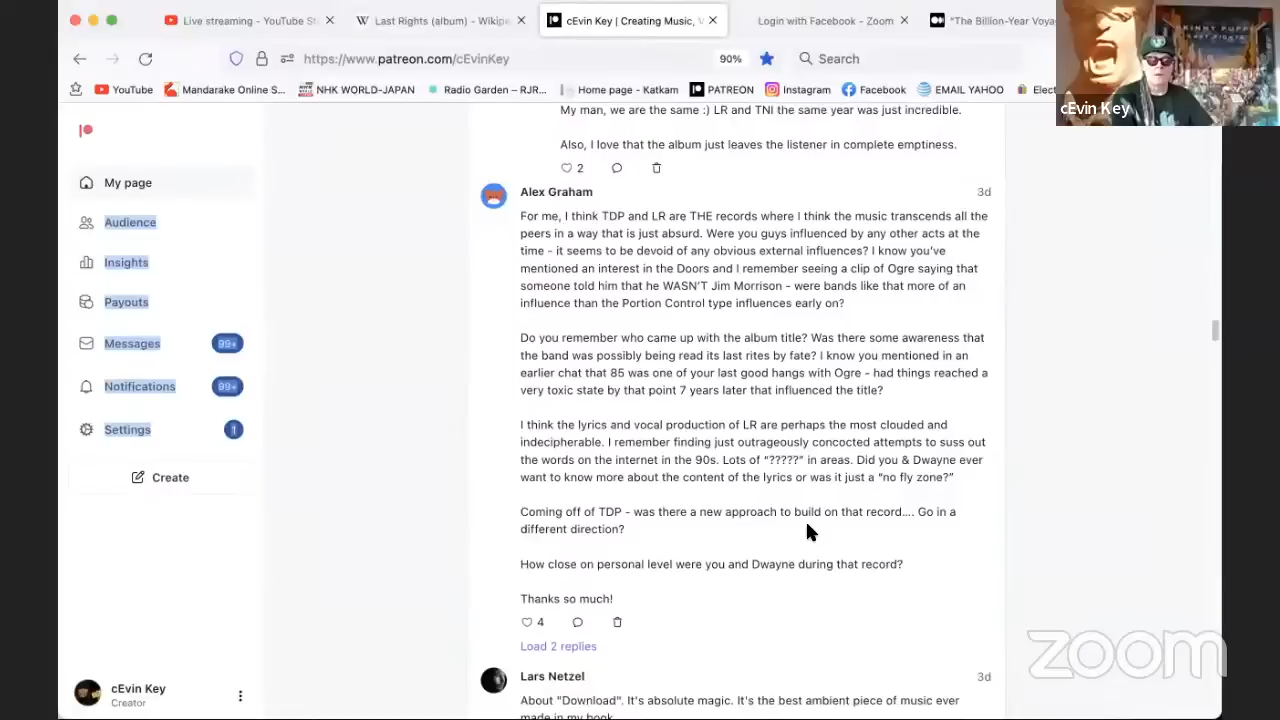 Live streaming - YouTube St
Last Rights (album) - Wikipe
cEvin Key | Creating Music, V
Login with Facebook - Zoom
"The Billion-Year Voya
https://www.patreon.com/cEvinKey
90%
Search
YouTube
Mandarake Online S...
NHK WORLD-JAPAN
Radio Garden – RJR...
Home page - Katkam
PATREON
Instagram
Facebook
EMAIL YAHOO
Elect
cEvin Key
My page
Audience
Insights
Payouts
Messages
99+
Notifications
99+
Settings
1
Create
My man, we are the same :) LR and TNI the same year was just incredible.
Also, I love that the album just leaves the listener in complete emptiness.
2
Alex Graham
3d
For me, I think TDP and LR are THE records where I think the music transcends all the
peers in a way that is just absurd. Were you guys influenced by any other acts at the
time - it seems to be devoid of any obvious external influences? I know you've
mentioned an interest in the Doors and I remember seeing a clip of Ogre saying that
someone told him that he WASN'T Jim Morrison - were bands like that more of an
influence than the Portion Control type influences early on?
Do you remember who came up with the album title? Was there some awareness that
the band was possibly being read its last rites by fate? I know you mentioned in an
earlier chat that 85 was one of your last good hangs with Ogre - had things reached a
very toxic state by that point 7 years later that influenced the title?
I think the lyrics and vocal production of LR are perhaps the most clouded and
indecipherable. I remember finding just outrageously concocted attempts to suss out
the words on the internet in the 90s. Lots of "?????" in areas. Did you & Dwayne ever
want to know more about the content of the lyrics or was it just a "no fly zone?"
Coming off of TDP - was there a new approach to build on that record.... Go in a
different direction?
How close on personal level were you and Dwayne during that record?
Thanks so much!
4
Load 2 replies
Lars Netzel
3d
About "Download". It's absolute magic. It's the best ambient piece of music ever
made in my book
cEvin Key
Creator
zoom